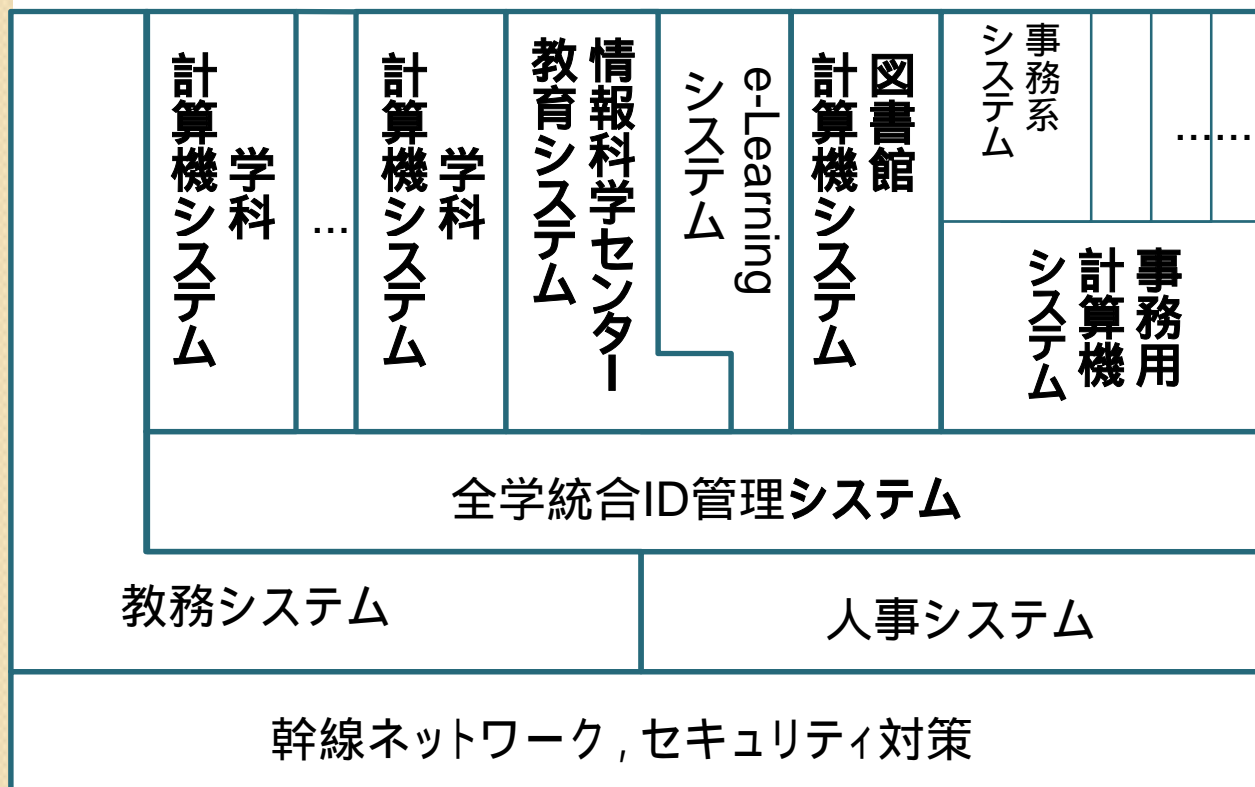 学科
計算機システム
…
学科
計算機システム
情報科学センター
教育システム
e-Learning
システム
図書館
計算機システム
事務系
システム
……
事務用
計算機
システム
全学統合ID管理システム
教務システム
人事システム
幹線ネットワーク , セキュリティ対策